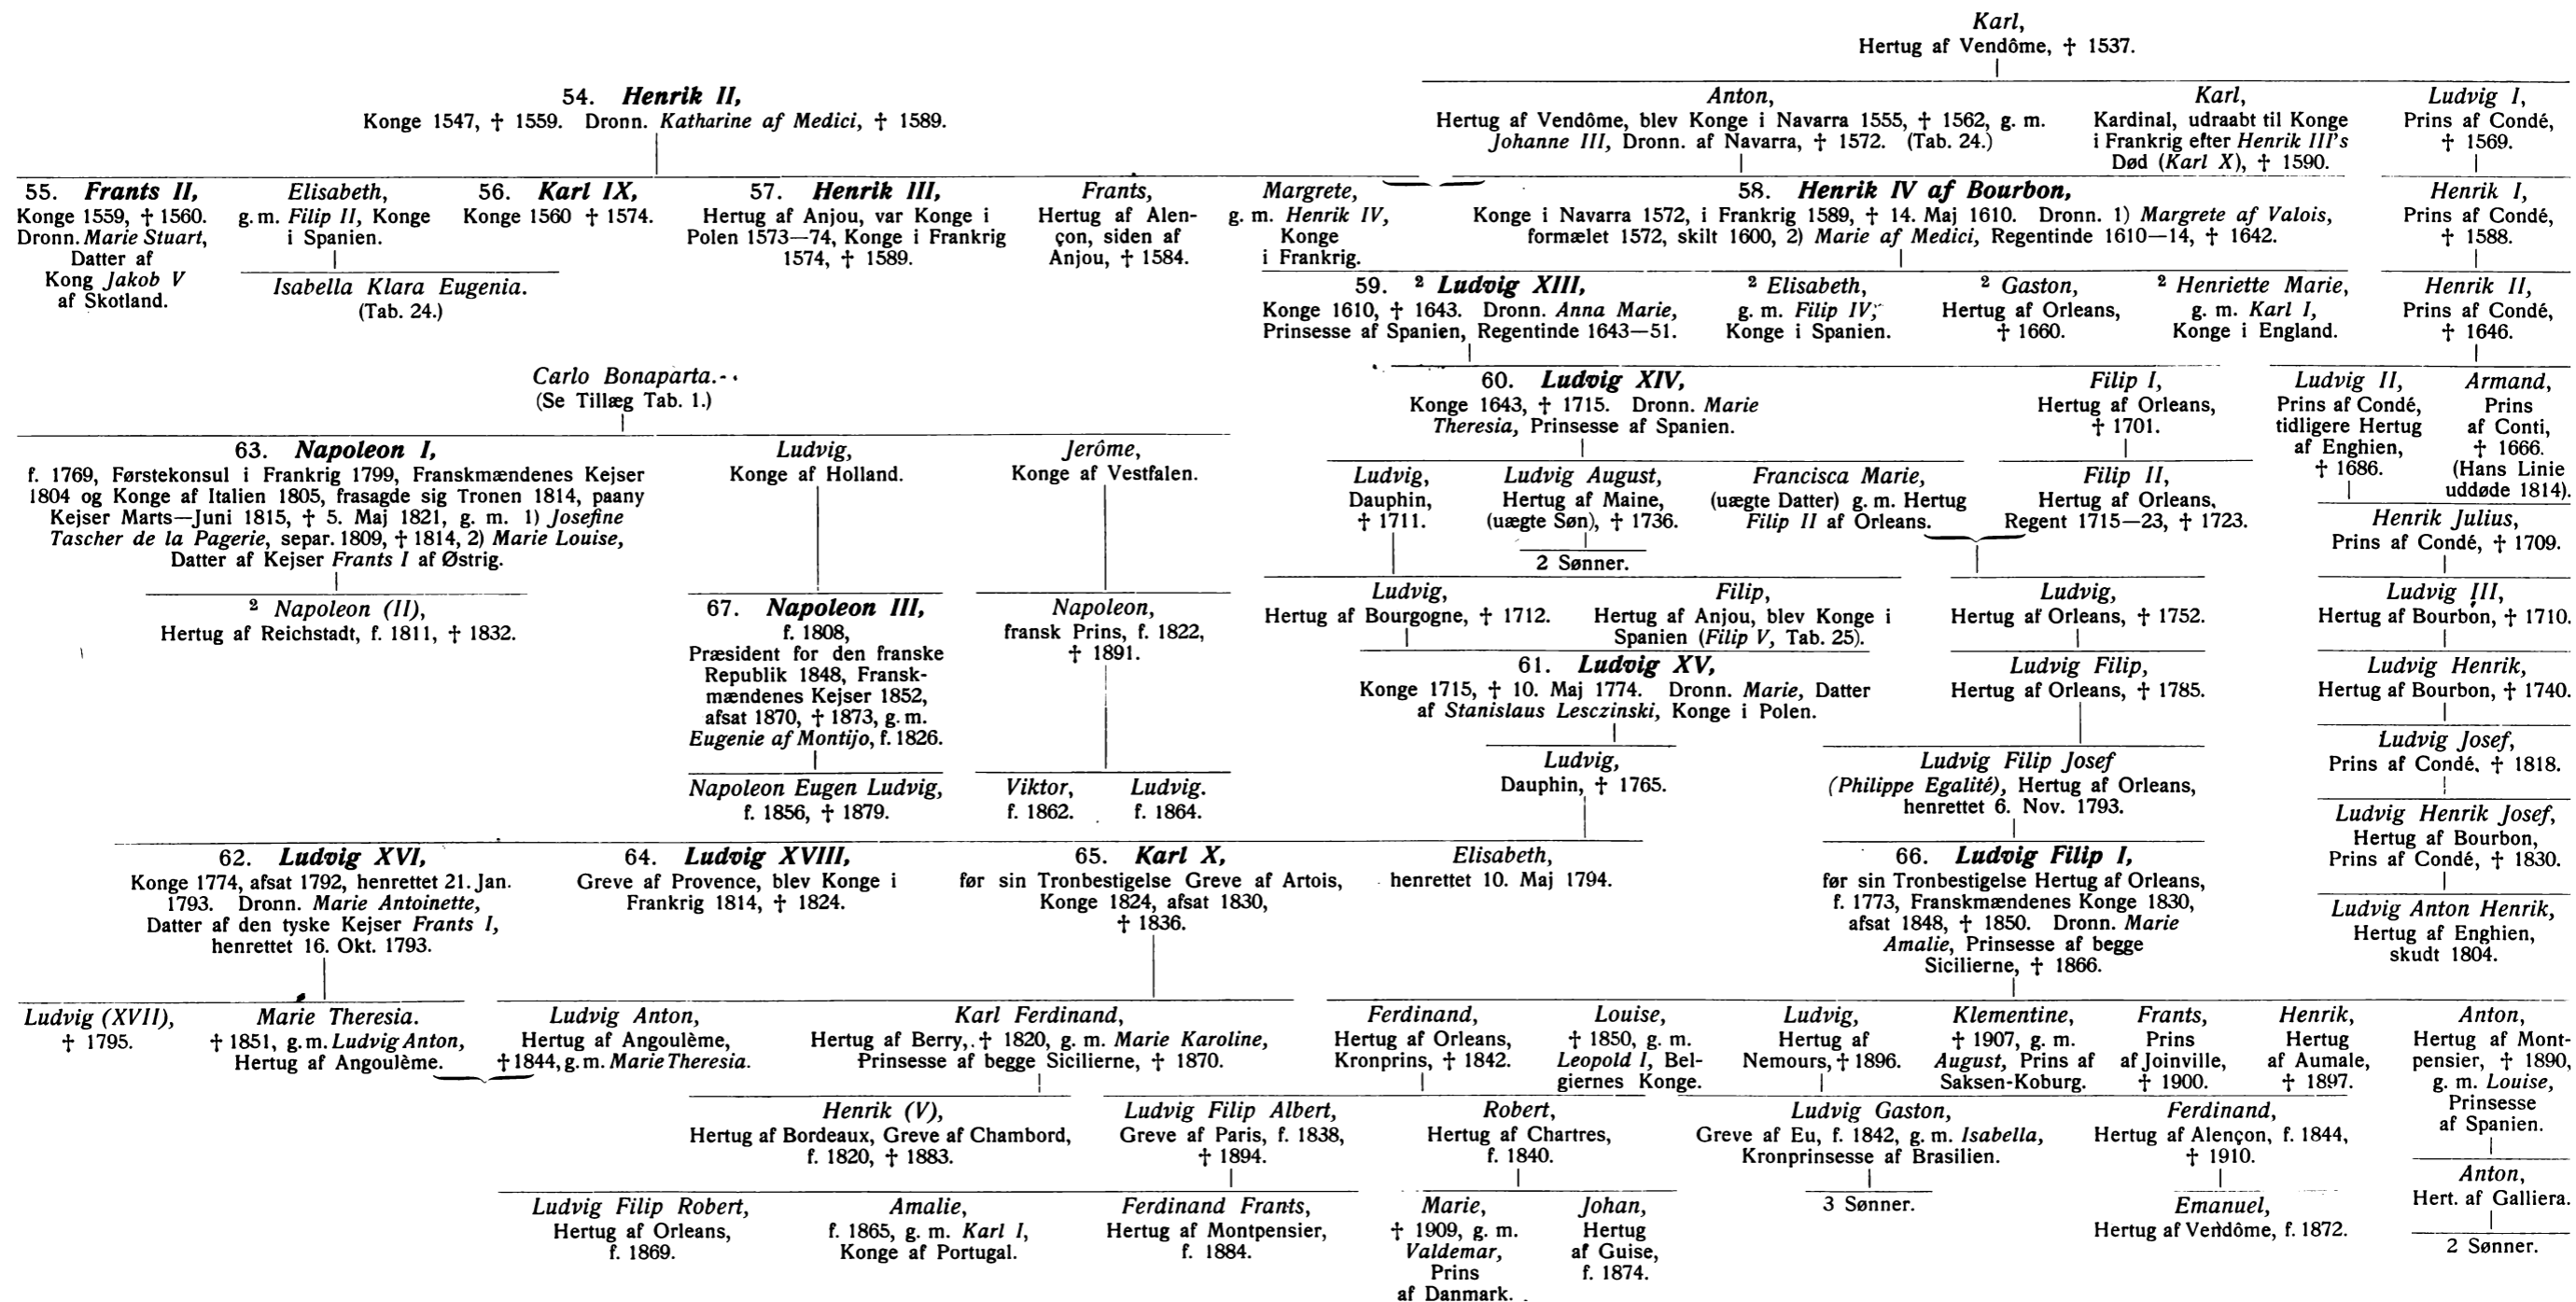 Karl,
Hertug af Vendôme, † 1537.
54. Henrik II,
Konge 1547, † 1559. Dronn. Katharine af Medici, † 1589.
Anton,
Hertug af Vendôme, blev Konge i Navarra 1555, † 1562, g. m.
Johanne III, Dronn. af Navarra, † 1572. (Tab. 24.)
Karl,
Kardinal, udraabt til Konge
i Frankrig efter Henrik III's
Død (Karl X), † 1590.
Ludvig I,
Prins af Condé,
† 1569.
55. Frants II,
Konge 1559, † 1560.
Dronn. Marie Stuart,
Datter af
Kong Jakob V
af Skotland.
Elisabeth,
g. m. Filip II, Konge
i Spanien.
Isabella Klara Eugenia.
(Tab. 24.)
56. Karl IX,
Konge 1560 † 1574.
57. Henrik III,
Hertug af Anjou, var Konge i
Polen 1573—74, Konge i Frankrig
1574, † 1589.
Frants,
Hertug af Alen-
çon, siden af
Anjou, † 1584.
Margrete,
g. m. Henrik IV,
Konge
i Frankrig.
58. Henrik IV af Bourbon,
Konge i Navarra 1572, i Frankrig 1589, † 14. Maj 1610. Dronn. 1) Margrete af Valois,
formælet 1572, skilt 1600, 2) Marie af Medici, Regentinde 1610—14, † 1642.
Henrik I,
Prins af Condé,
† 1588.
59. ² Ludvig XIII,
Konge 1610, † 1643. Dronn. Anna Marie,
Prinsesse af Spanien, Regentinde 1643—51.
² Elisabeth,
g. m. Filip IV,
Konge i Spanien.
² Gaston,
Hertug af Orleans,
† 1660.
² Henriette Marie,
g. m. Karl I,
Konge i England.
Henrik II,
Prins af Condé,
† 1646.
Carlo Bonaparta.
(Se Tillæg Tab. 1.)
60. Ludvig XIV,
Konge 1643, † 1715. Dronn. Marie
Theresia, Prinsesse af Spanien.
Filip I,
Hertug af Orleans,
† 1701.
Ludvig II,
Prins af Condé,
tidligere Hertug
af Enghien,
† 1686.
Armand,
Prins
af Conti,
† 1666.
(Hans Linie
uddøde 1814).
63. Napoleon I,
f. 1769, Førstekonsul i Frankrig 1799, Franskmændenes Kejser
1804 og Konge af Italien 1805, frasagde sig Tronen 1814, paany
Kejser Marts—Juni 1815, † 5. Maj 1821, g. m. 1) Josefine
Tascher de la Pagerie, separ. 1809, † 1814, 2) Marie Louise,
Datter af Kejser Frants I af Østrig.
Ludvig,
Konge af Holland.
Jerôme,
Konge af Vestfalen.
Ludvig,
Dauphin,
† 1711.
Ludvig August,
Hertug af Maine,
(uægte Søn), † 1736.
2 Sønner.
Francisca Marie,
(uægte Datter) g. m. Hertug
Filip II af Orleans.
Filip II,
Hertug af Orleans,
Regent 1715—23, † 1723.
Henrik Julius,
Prins af Condé, † 1709.
² Napoleon (II),
Hertug af Reichstadt, f. 1811, † 1832.
67. Napoleon III,
f. 1808,
Præsident for den franske
Republik 1848, Fransk-
mændenes Kejser 1852,
afsat 1870, † 1873, g. m.
Eugenie af Montijo, f. 1826.
Napoleon,
fransk Prins, f. 1822,
† 1891.
Ludvig,
Hertug af Bourgogne, † 1712.
Filip,
Hertug af Anjou, blev Konge i
Spanien (Filip V, Tab. 25).
Ludvig,
Hertug af Orleans, † 1752.
Ludvig III,
Hertug af Bourbon, † 1710.
61. Ludvig XV,
Konge 1715, † 10. Maj 1774. Dronn. Marie, Datter
af Stanislaus Lesczinski, Konge i Polen.
Ludvig Filip,
Hertug af Orleans, † 1785.
Ludvig Henrik,
Hertug af Bourbon, † 1740.
Napoleon Eugen Ludvig,
f. 1856, † 1879.
Viktor,
f. 1862.
Ludvig.
f. 1864.
Ludvig,
Dauphin, † 1765.
Ludvig Filip Josef
(Philippe Egalité), Hertug af Orleans,
henrettet 6. Nov. 1793.
Ludvig Josef,
Prins af Condé, † 1818.
Ludvig Henrik Josef,
Hertug af Bourbon,
Prins af Condé, † 1830.
62. Ludvig XVI,
Konge 1774, afsat 1792, henrettet 21. Jan.
1793. Dronn. Marie Antoinette,
Datter af den tyske Kejser Frants I,
henrettet 16. Okt. 1793.
64. Ludvig XVIII,
Greve af Provence, blev Konge i
Frankrig 1814, † 1824.
65. Karl X,
før sin Tronbestigelse Greve af Artois,
Konge 1824, afsat 1830,
† 1836.
Elisabeth,
henrettet 10. Maj 1794.
66. Ludvig Filip I,
før sin Tronbestigelse Hertug af Orleans,
f. 1773, Franskmændenes Konge 1830,
afsat 1848, † 1850. Dronn. Marie
Amalie, Prinsesse af begge
Sicilierne, † 1866.
Ludvig Anton Henrik,
Hertug af Enghien,
skudt 1804.
Ludvig (XVII),
† 1795.
Marie Theresia.
† 1851, g. m. Ludvig Anton,
Hertug af Angoulème.
Ludvig Anton,
Hertug af Angoulème,
† 1844, g. m. Marie Theresia.
Karl Ferdinand,
Hertug af Berry, † 1820, g. m. Marie Karoline,
Prinsesse af begge Sicilierne, † 1870.
Ferdinand,
Hertug af Orleans,
Kronprins, † 1842.
Louise,
† 1850, g. m.
Leopold I, Bel-
giernes Konge.
Ludvig,
Hertug af
Nemours, † 1896.
Klementine,
† 1907, g. m.
August, Prins af
Saksen-Koburg.
Frants,
Prins
af Joinville,
† 1900.
Henrik,
Hertug
af Aumale,
† 1897.
Anton,
Hertug af Mont-
pensier, † 1890,
g. m. Louise,
Prinsesse
af Spanien.
Henrik (V),
Hertug af Bordeaux, Greve af Chambord,
f. 1820, † 1883.
Ludvig Filip Albert,
Greve af Paris, f. 1838,
† 1894.
Robert,
Hertug af Chartres,
f. 1840.
Ludvig Gaston,
Greve af Eu, f. 1842, g. m. Isabella,
Kronprinsesse af Brasilien.
Ferdinand,
Hertug af Alençon, f. 1844,
† 1910.
Anton,
Hert. af Galliera.
Ludvig Filip Robert,
Hertug af Orleans,
f. 1869.
Amalie,
f. 1865, g. m. Karl I,
Konge af Portugal.
Ferdinand Frants,
Hertug af Montpensier,
f. 1884.
Marie,
† 1909, g. m.
Valdemar,
Prins
af Danmark.
Johan,
Hertug
af Guise,
f. 1874.
3 Sønner.
Emanuel,
Hertug af Vendôme, f. 1872.
2 Sønner.